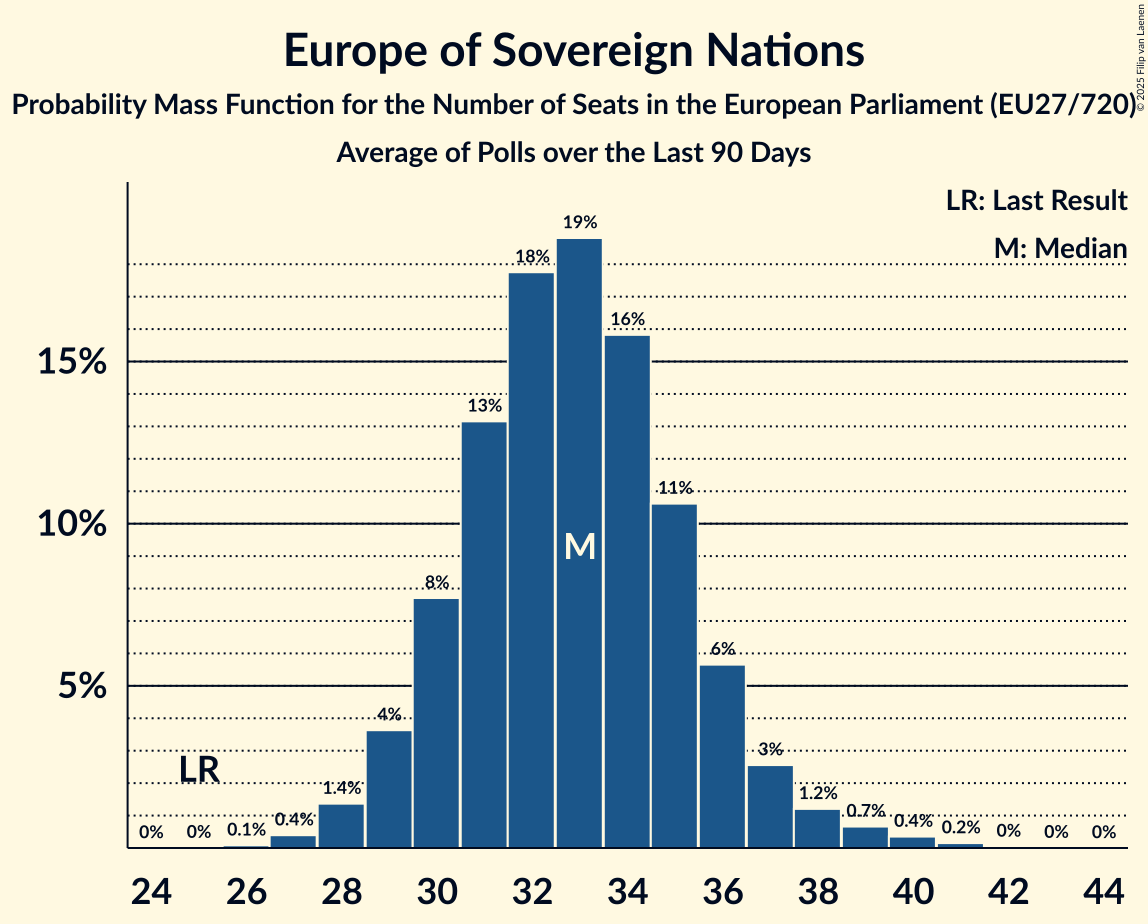 Europe of Sovereign Nations
Probability Mass Function for the Number of Seats in the European Parliament (EU27/720)
Average of Polls over the Last 90 Days
© 2025 Filip van Laenen
LR: Last Result
M: Median
19%
18%
16%
15%
13%
11%
10%
M
8%
6%
5%
4%
3%
LR
1.4%
1.2%
0.7%
0.4%
0.4%
0.2%
0.1%
0%
0%
0%
0%
0%
24 26 28 30 32 34 36 38 40 42 44